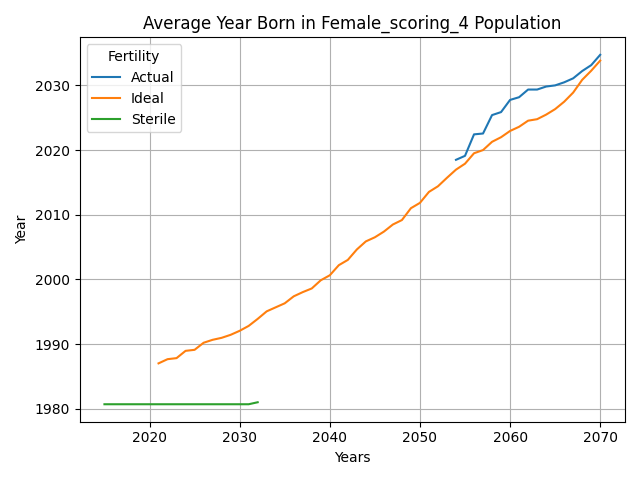 Average Year Born in Female_scoring_4 Population
Fertility
Actual
Ideal
Sterile
Year
2030
2020
2010
2000
1990
1980
2020
2030
2040
2050
2060
2070
Years